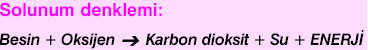 Solunum denklemi:
Besin + Oksijen → Karbon dioksit + Su + ENERJİ